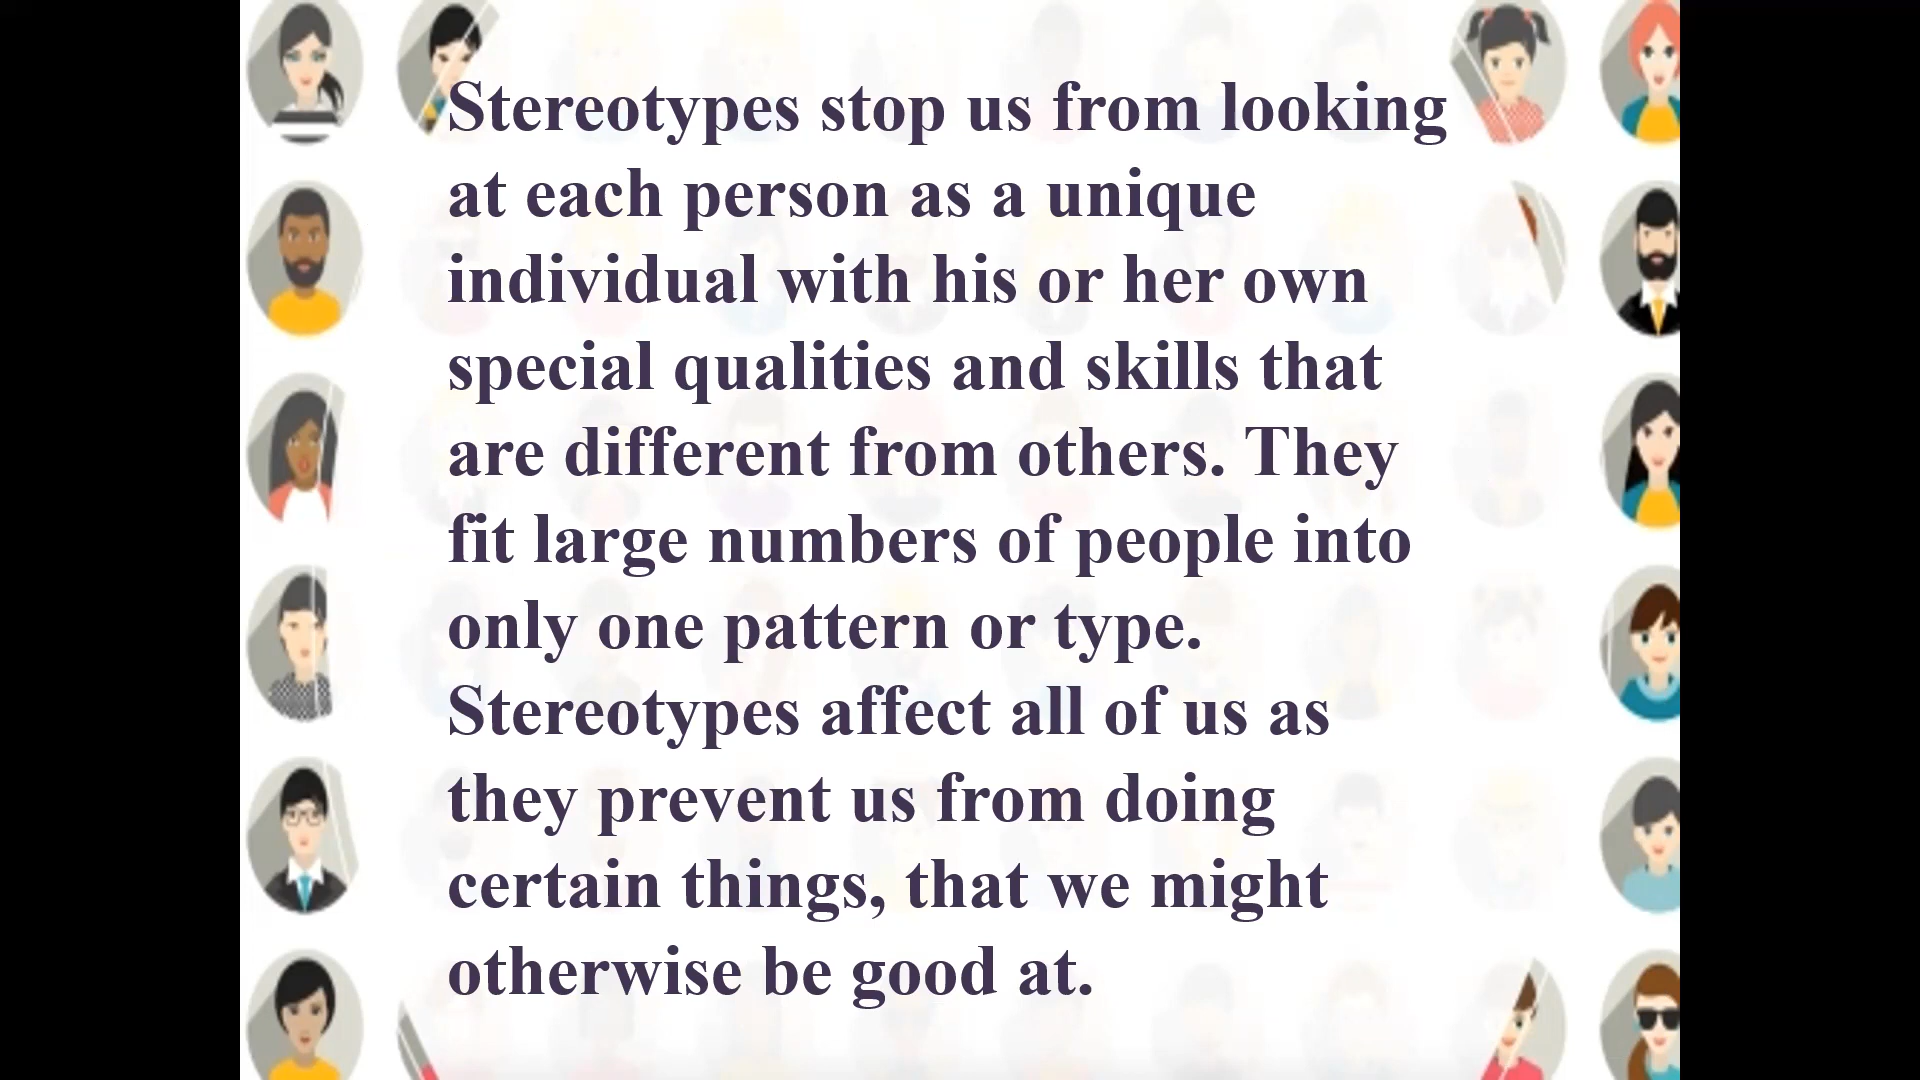 Stereotypes stop us from looking
at each person as a unique
individual with his or her own
special qualities and skills that
are different from others. They
fit large numbers of people into
only one pattern or type.
Stereotypes affect all of us as
they prevent us from doing
certain things, that we might
otherwise be good at.